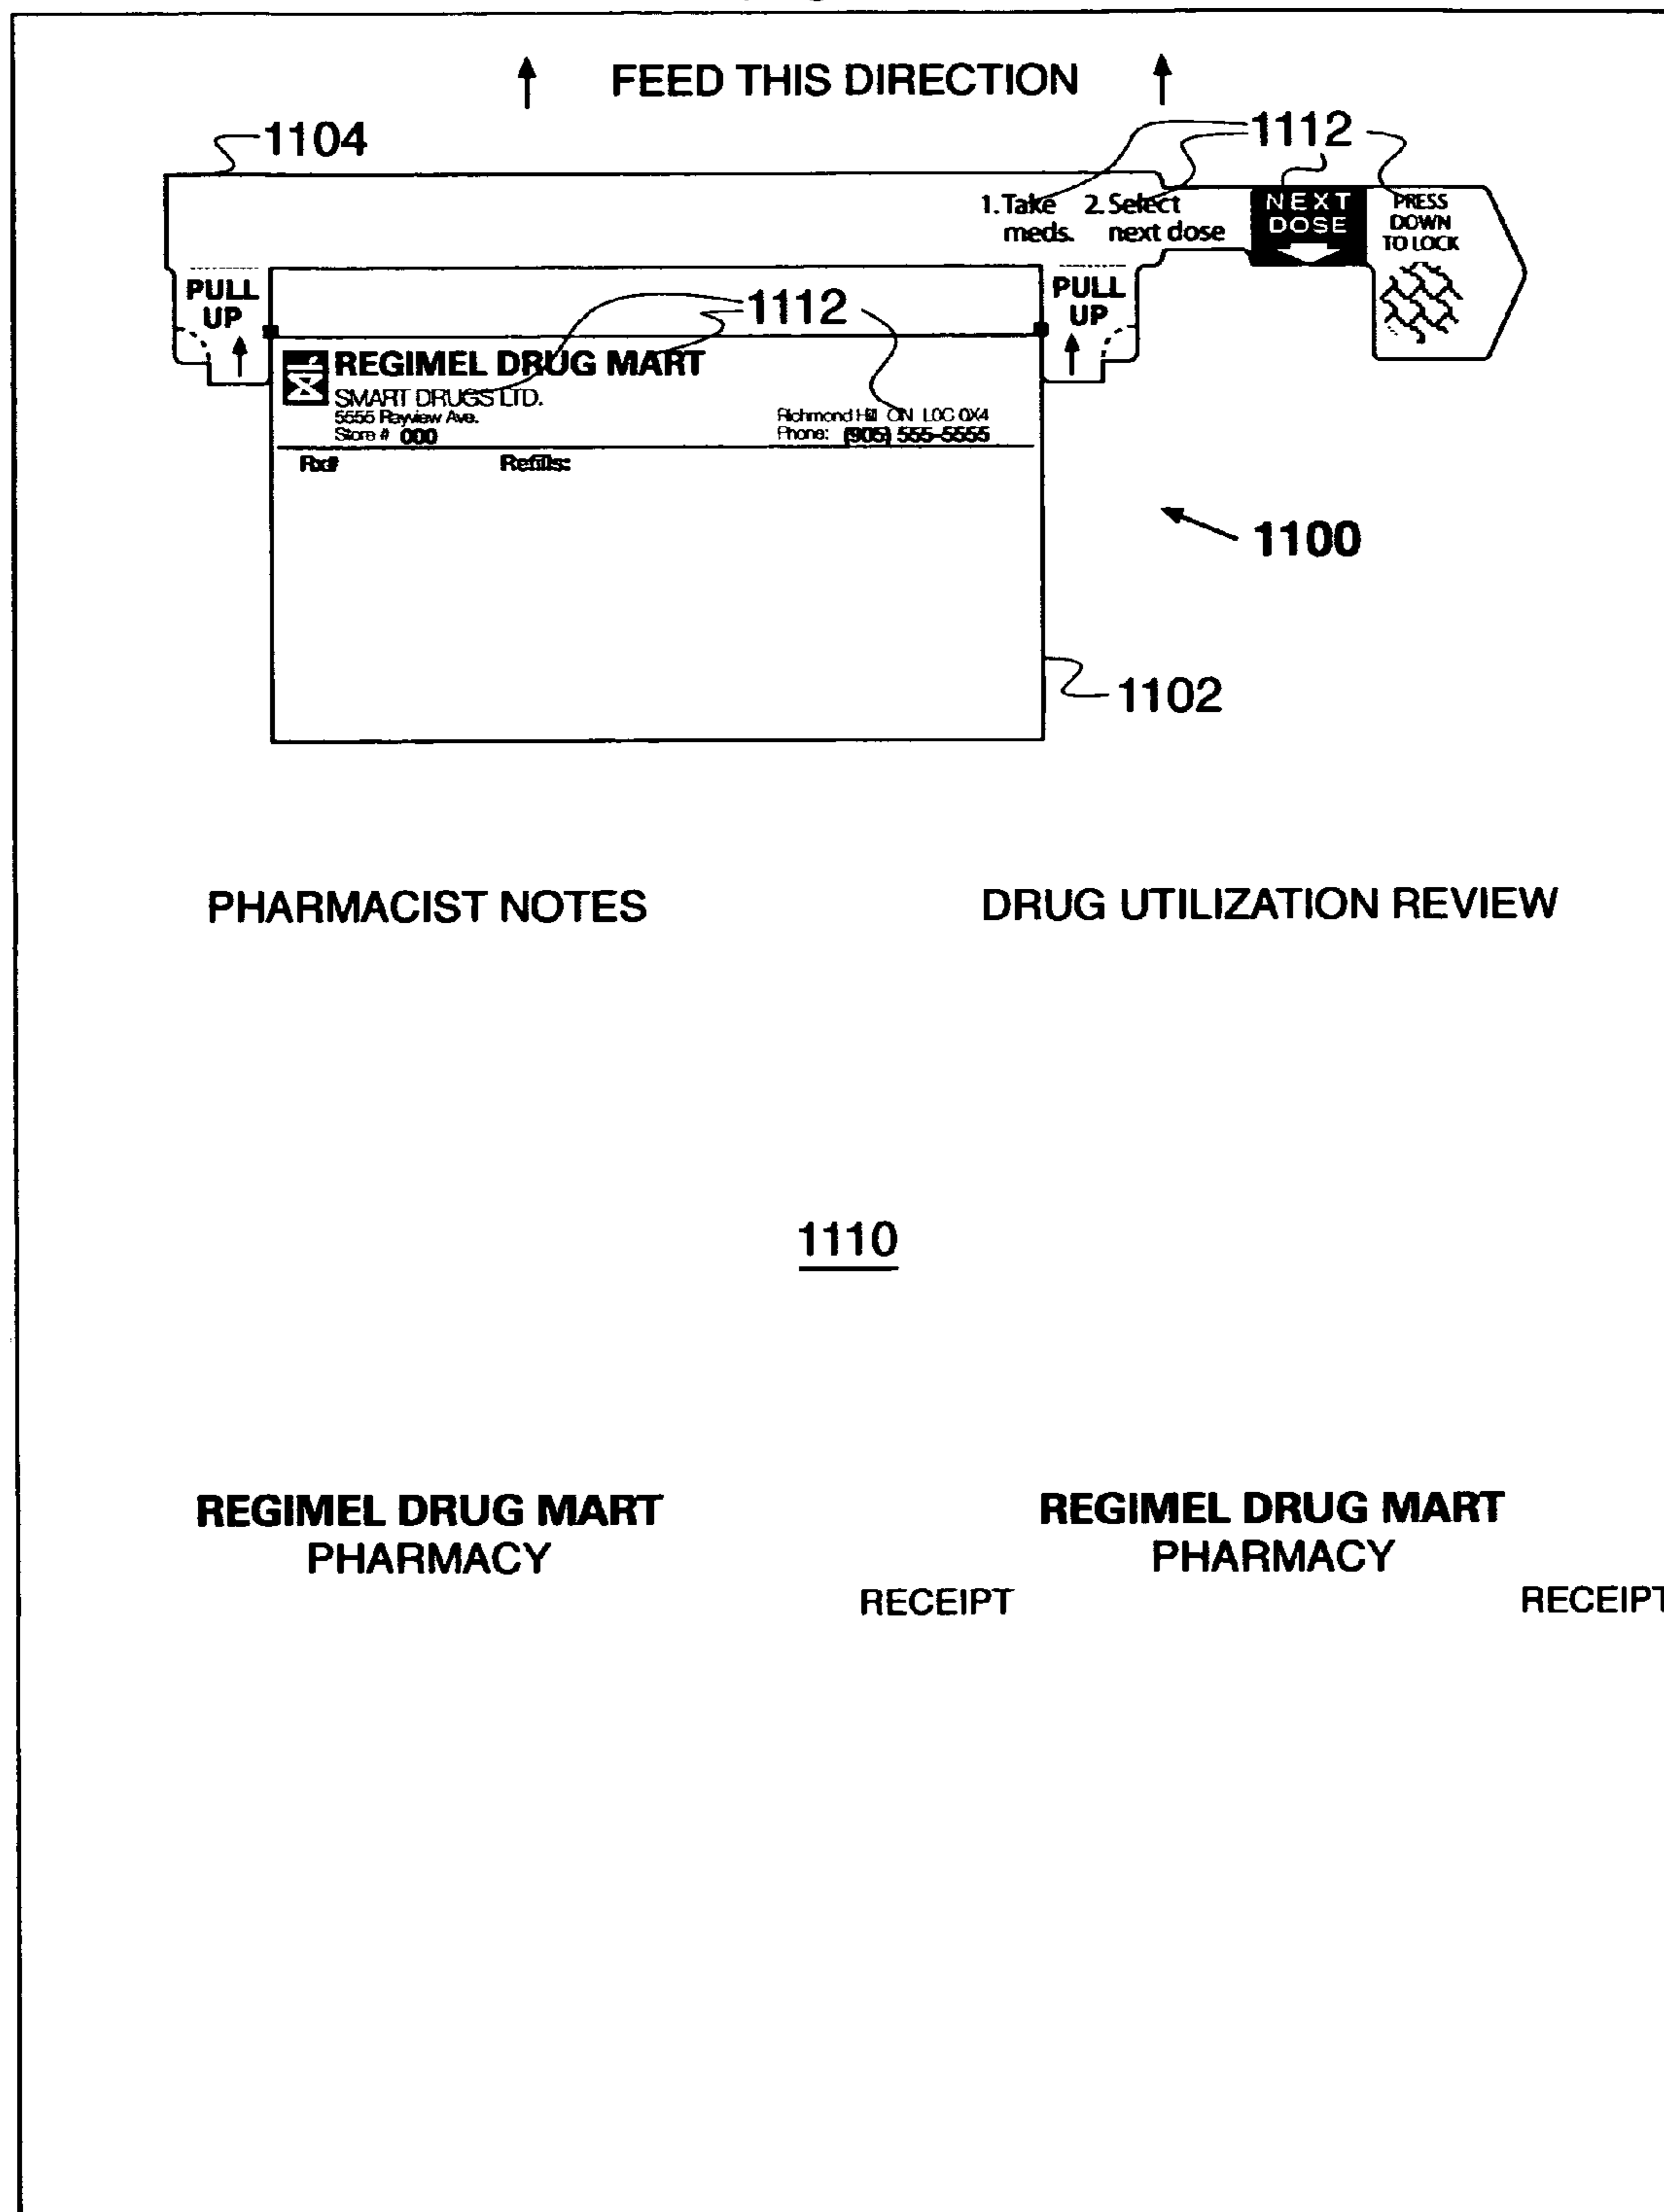 FEED THIS DIRECTION
1104
1112
1. Take meds.
2. Select next dose
NEXT
DOSE
PRESS
DOWN
TO LOCK
PULL
UP
PULL
UP
1112
REGIMEL DRUG MART
SMART DRUGS LTD.
5555 Rayview Ave.
Store # 000
Richmond Hill ON L0C 0X4
Phone: (905) 555-5555
Rx#
Refills:
1100
1102
PHARMACIST NOTES
DRUG UTILIZATION REVIEW
1110
REGIMEL DRUG MART
PHARMACY
RECEIPT
REGIMEL DRUG MART
PHARMACY
RECEIPT